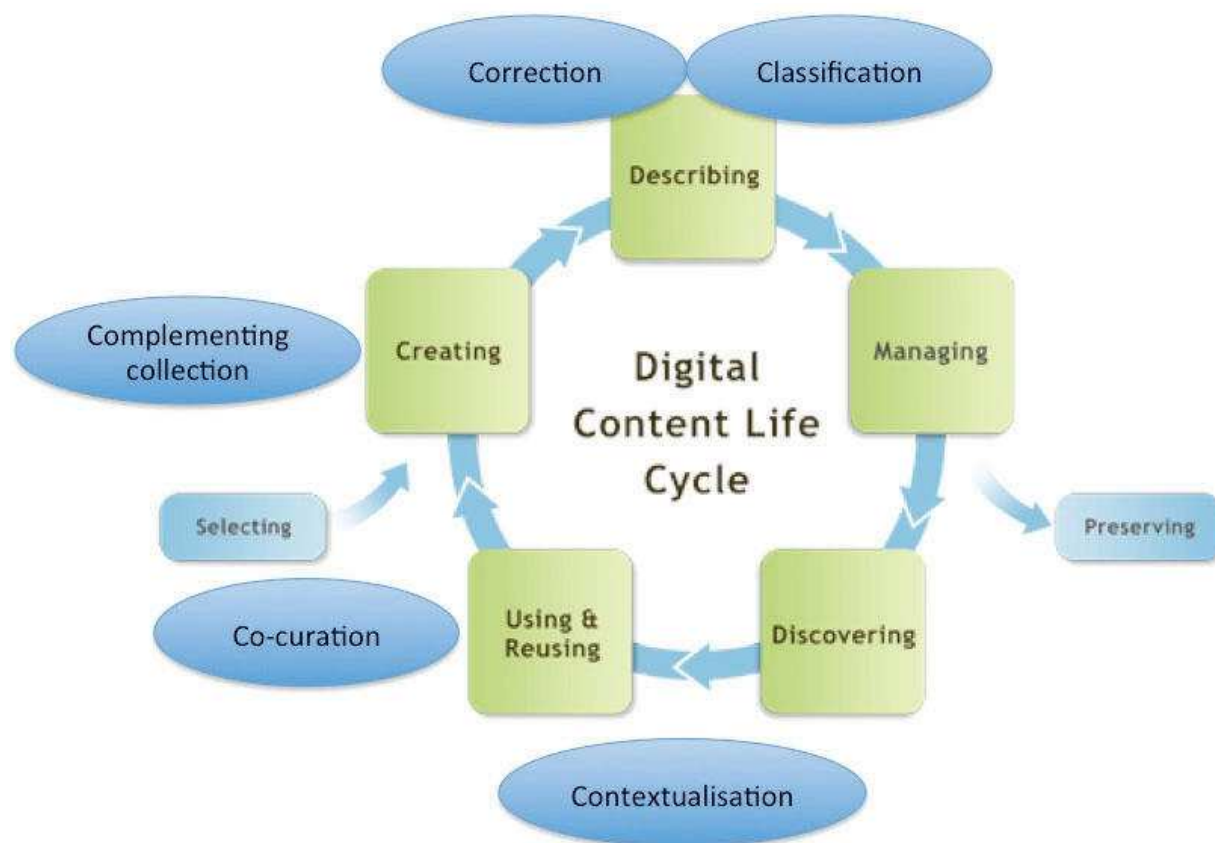 Correction
Classification
Describing
Complementing
collection
Creating
Managing
Digital
Content Life
Cycle
Selecting
Preserving
Co-curation
Using &
Reusing
Discovering
Contextualisation